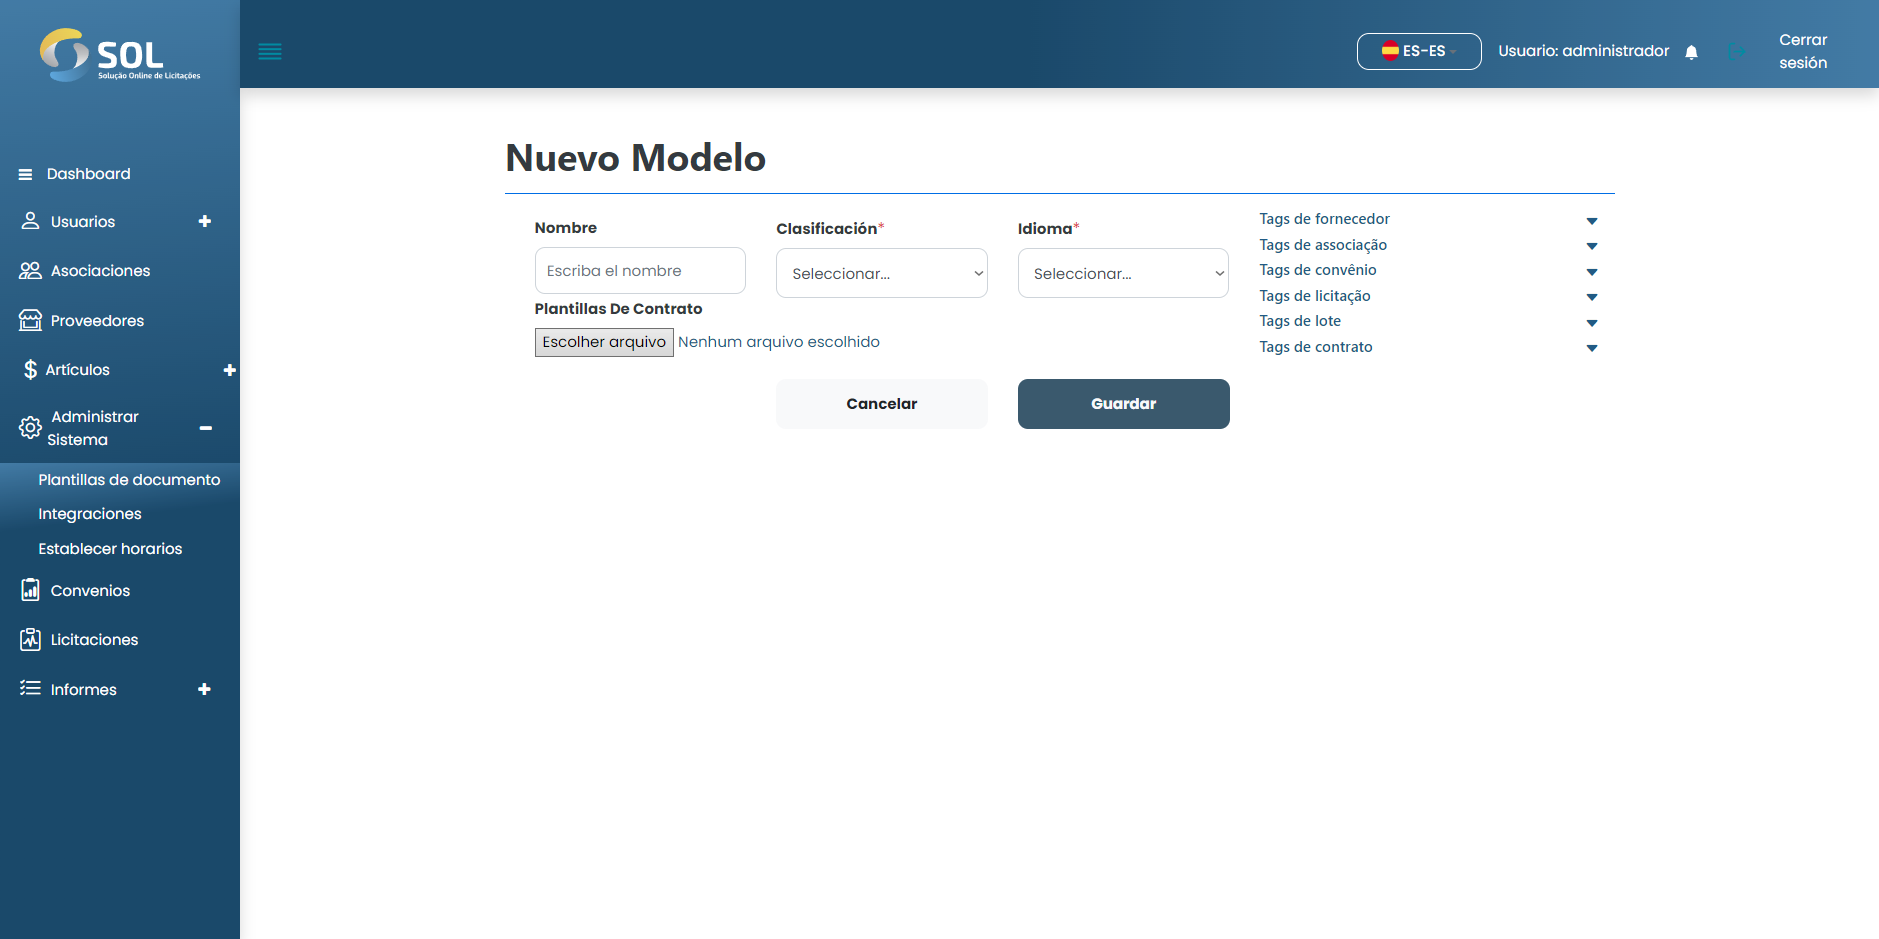 SOL
Solução Online de Licitações
ES-ES
Usuario: administrador
Cerrar
sesión
Dashboard
Usuarios
Asociaciones
Proveedores
Artículos
Administrar
Sistema
Plantillas de documento
Integraciones
Establecer horarios
Convenios
Licitaciones
Informes
Nuevo Modelo
Nombre
Escriba el nombre
Clasificación*
Seleccionar...
Idioma*
Seleccionar...
Plantillas De Contrato
Escolher arquivo Nenhum arquivo escolhido
Cancelar
Guardar
Tags de fornecedor
Tags de associação
Tags de convênio
Tags de licitação
Tags de lote
Tags de contrato